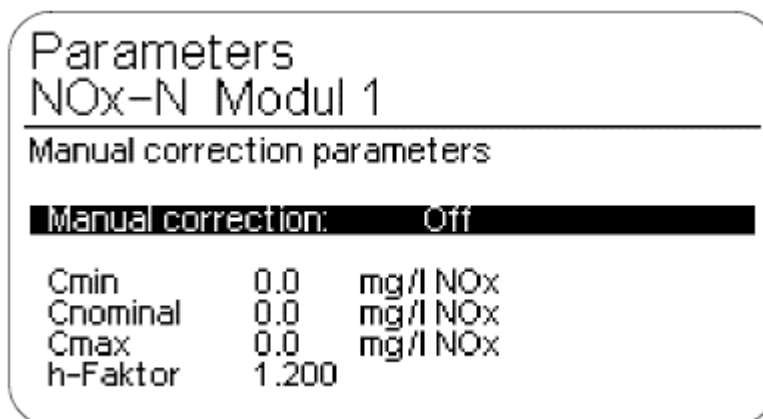 Parameters
NOx-N Modul 1
Manual correction parameters
Manual correction: Off
Cmin 0.0 mg/l NOx
Cnominal 0.0 mg/l NOx
Cmax 0.0 mg/l NOx
h-Faktor 1.200